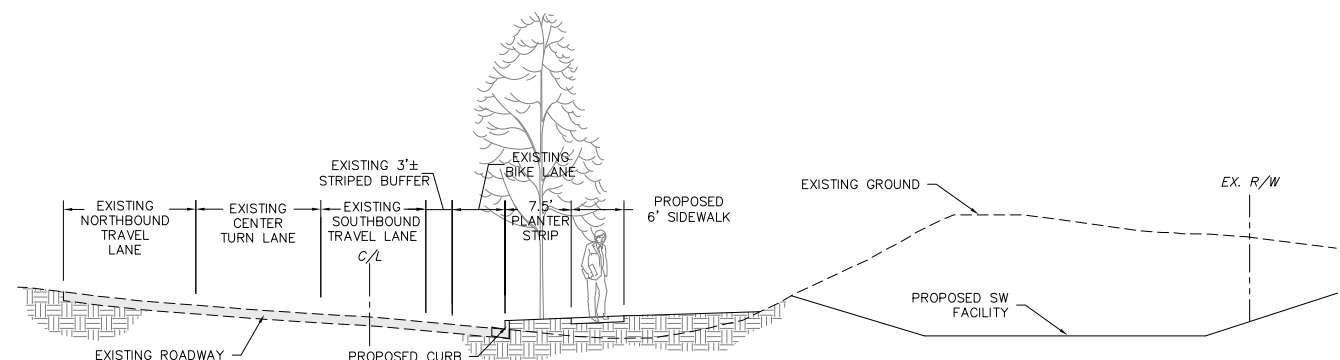 EXISTING 3'±
STRIPED BUFFER
EXISTING
BIKE LANE
EXISTING GROUND
EX. R/W
EXISTING
NORTHBOUND
TRAVEL
LANE
EXISTING
CENTER
TURN LANE
EXISTING
SOUTHBOUND
TRAVEL LANE
C/L
7.5'
PLANTER
STRIP
PROPOSED
6' SIDEWALK
PROPOSED SW
FACILITY
EXISTING ROADWAY
PROPOSED CURB